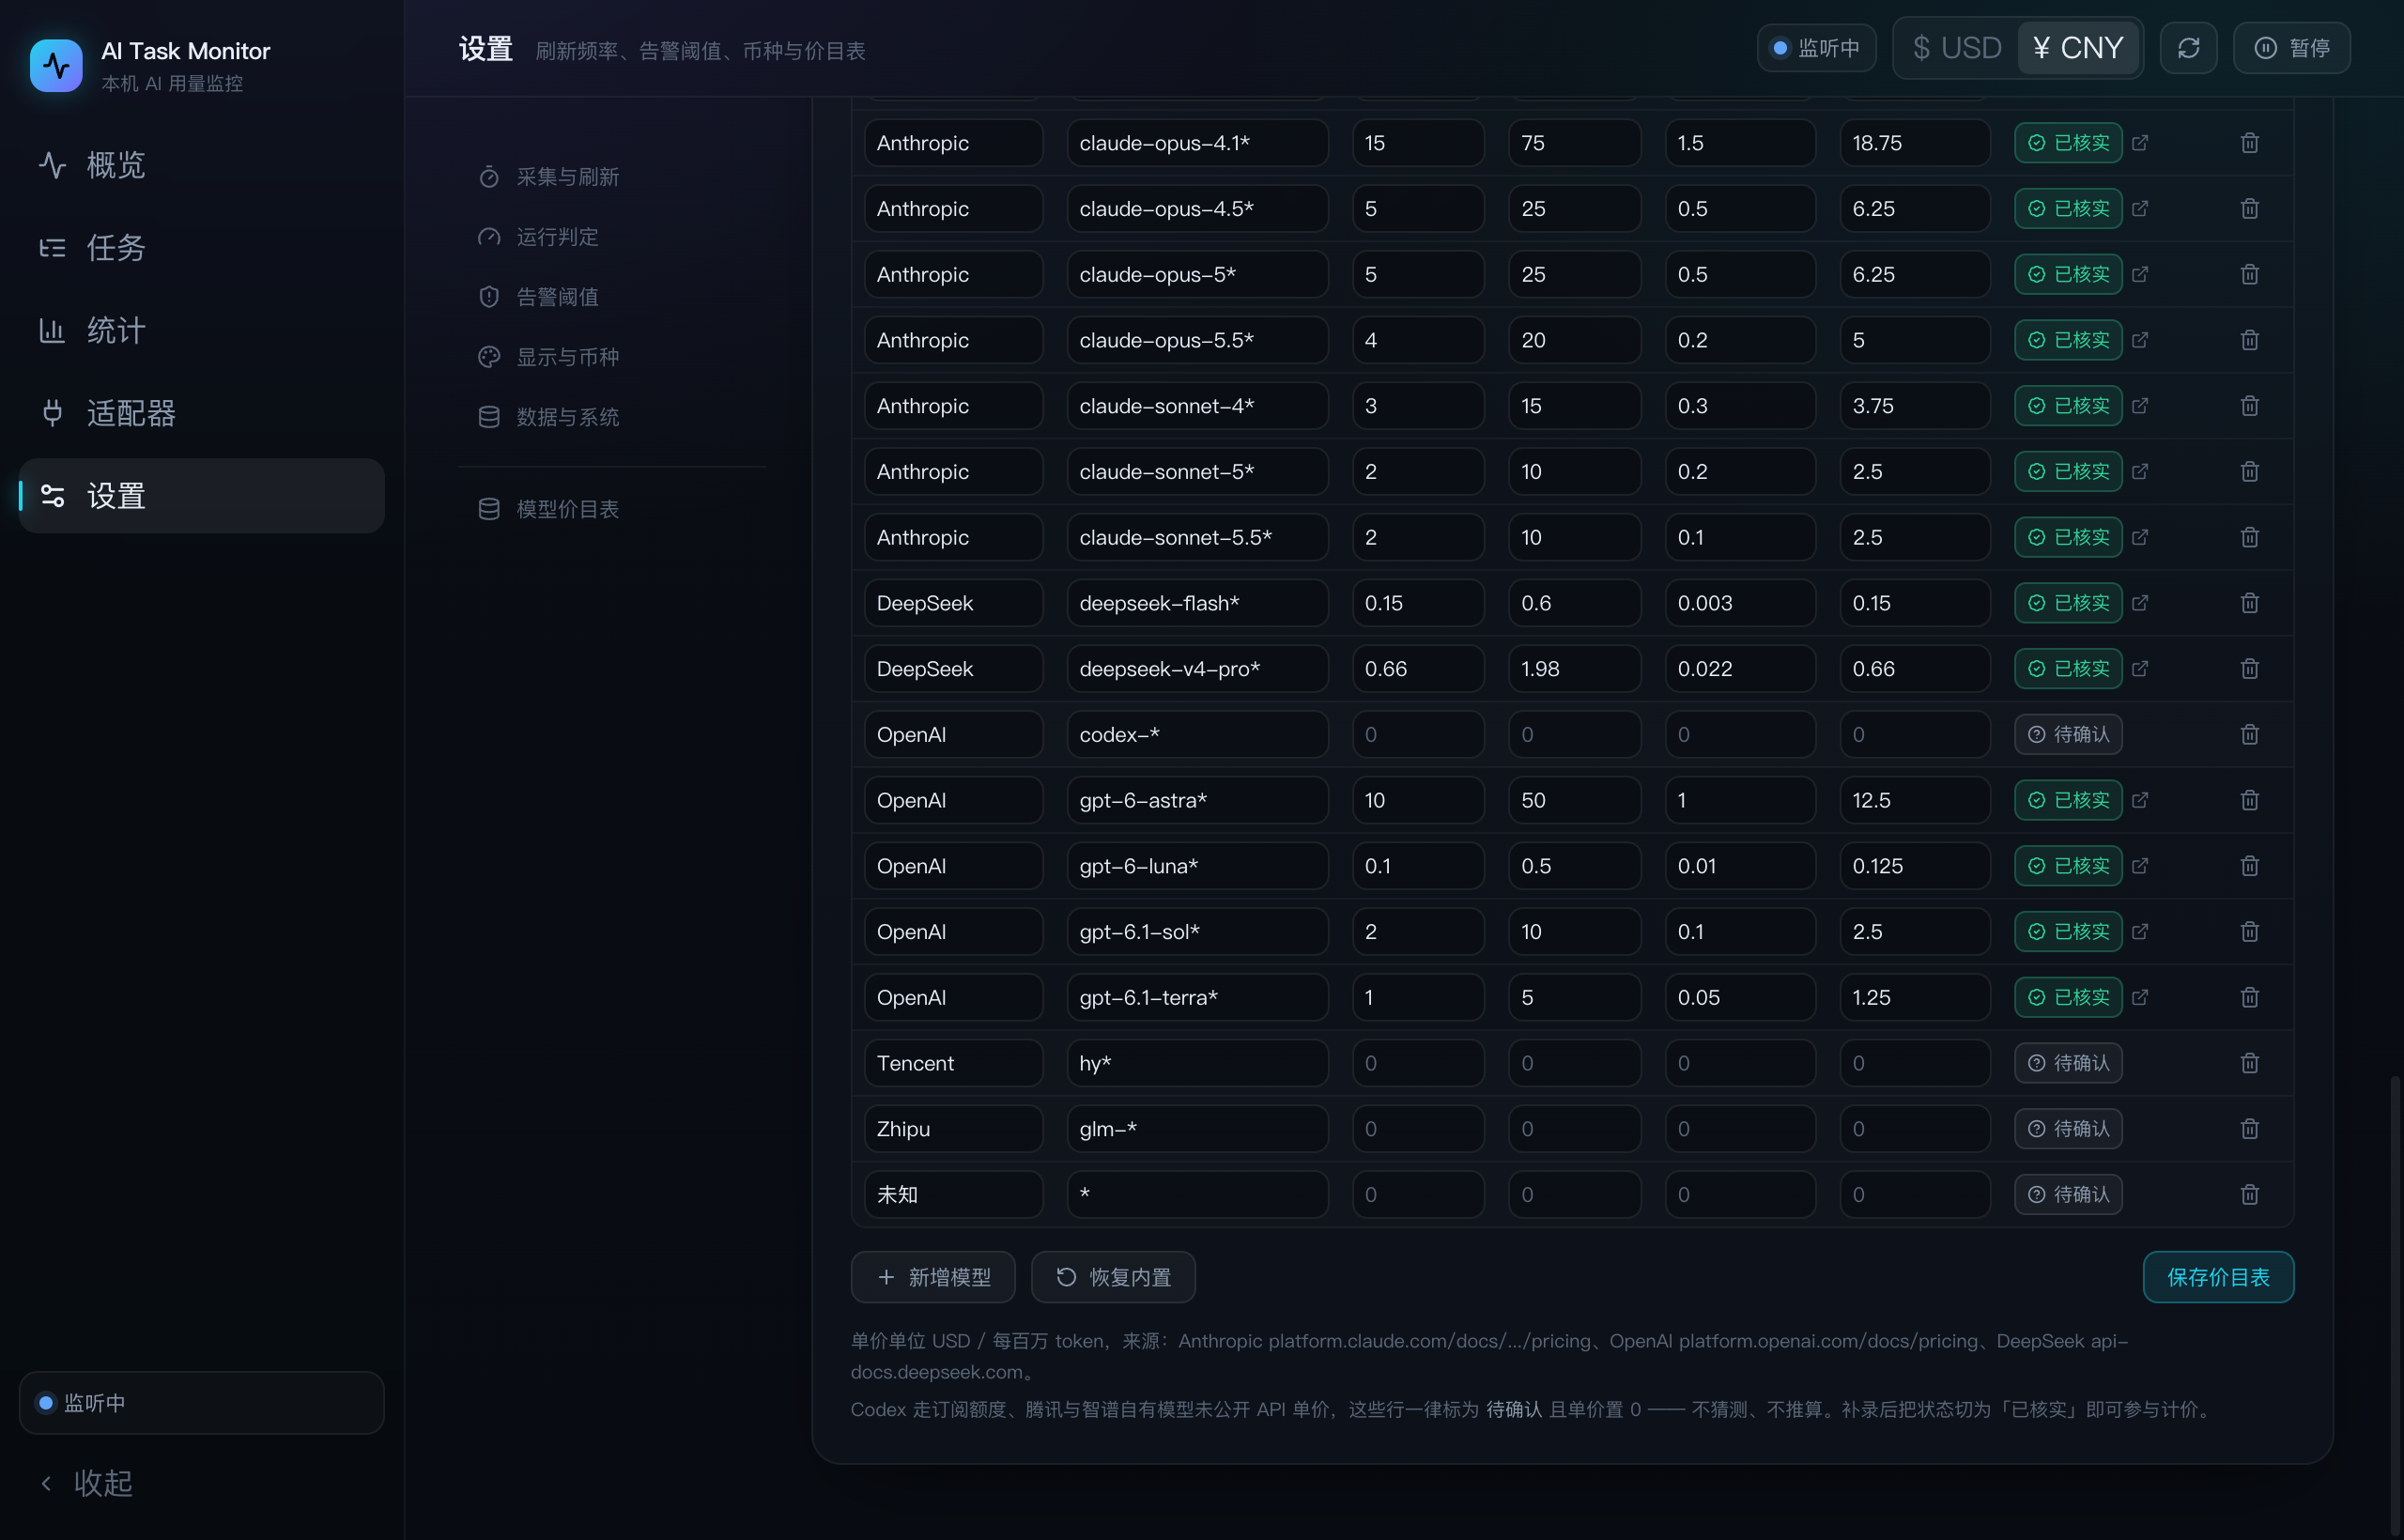 AI Task Monitor
本机 AI 用量监控
概览
任务
统计
适配器
设置
监听中
收起
设置 刷新频率、告警阈值、币种与价目表
监听中 $ USD ¥ CNY 暂停
采集与刷新
运行判定
告警阈值
显示与币种
数据与系统
模型价目表
Anthropic claude-opus-4.1* 15 75 1.5 18.75 已核实
Anthropic claude-opus-4.5* 5 25 0.5 6.25 已核实
Anthropic claude-opus-5* 5 25 0.5 6.25 已核实
Anthropic claude-opus-5.5* 4 20 0.2 5 已核实
Anthropic claude-sonnet-4* 3 15 0.3 3.75 已核实
Anthropic claude-sonnet-5* 2 10 0.2 2.5 已核实
Anthropic claude-sonnet-5.5* 2 10 0.1 2.5 已核实
DeepSeek deepseek-flash* 0.15 0.6 0.003 0.15 已核实
DeepSeek deepseek-v4-pro* 0.66 1.98 0.022 0.66 已核实
OpenAI codex-* 0 0 0 0 待确认
OpenAI gpt-6-astra* 10 50 1 12.5 已核实
OpenAI gpt-6-luna* 0.1 0.5 0.01 0.125 已核实
OpenAI gpt-6.1-sol* 2 10 0.1 2.5 已核实
OpenAI gpt-6.1-terra* 1 5 0.05 1.25 已核实
Tencent hy* 0 0 0 0 待确认
Zhipu glm-* 0 0 0 0 待确认
未知 * 0 0 0 0 待确认
新增模型 恢复内置 保存价目表
单价单位 USD / 每百万 token，来源：Anthropic platform.claude.com/docs/.../pricing、OpenAI platform.openai.com/docs/pricing、DeepSeek api-
docs.deepseek.com。
Codex 走订阅额度、腾讯与智谱自有模型未公开 API 单价，这些行一律标为 待确认 且单价置 0 —— 不猜测、不推算。补录后把状态切为「已核实」即可参与计价。